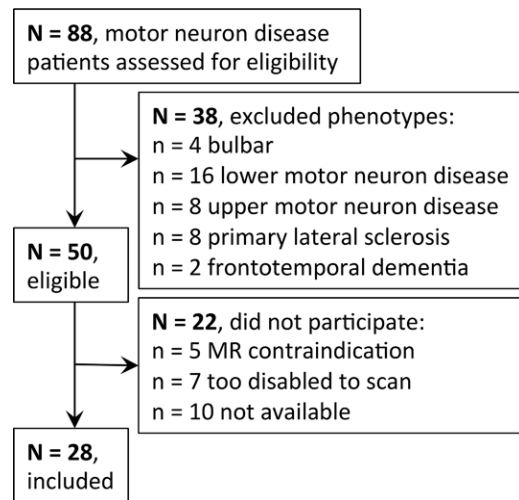 N = 88, motor neuron disease
patients assessed for eligibility
N = 38, excluded phenotypes:
n = 4 bulbar
n = 16 lower motor neuron disease
n = 8 upper motor neuron disease
n = 8 primary lateral sclerosis
n = 2 frontotemporal dementia
N = 50,
eligible
N = 22, did not participate:
n = 5 MR contraindication
n = 7 too disabled to scan
n = 10 not available
N = 28,
included